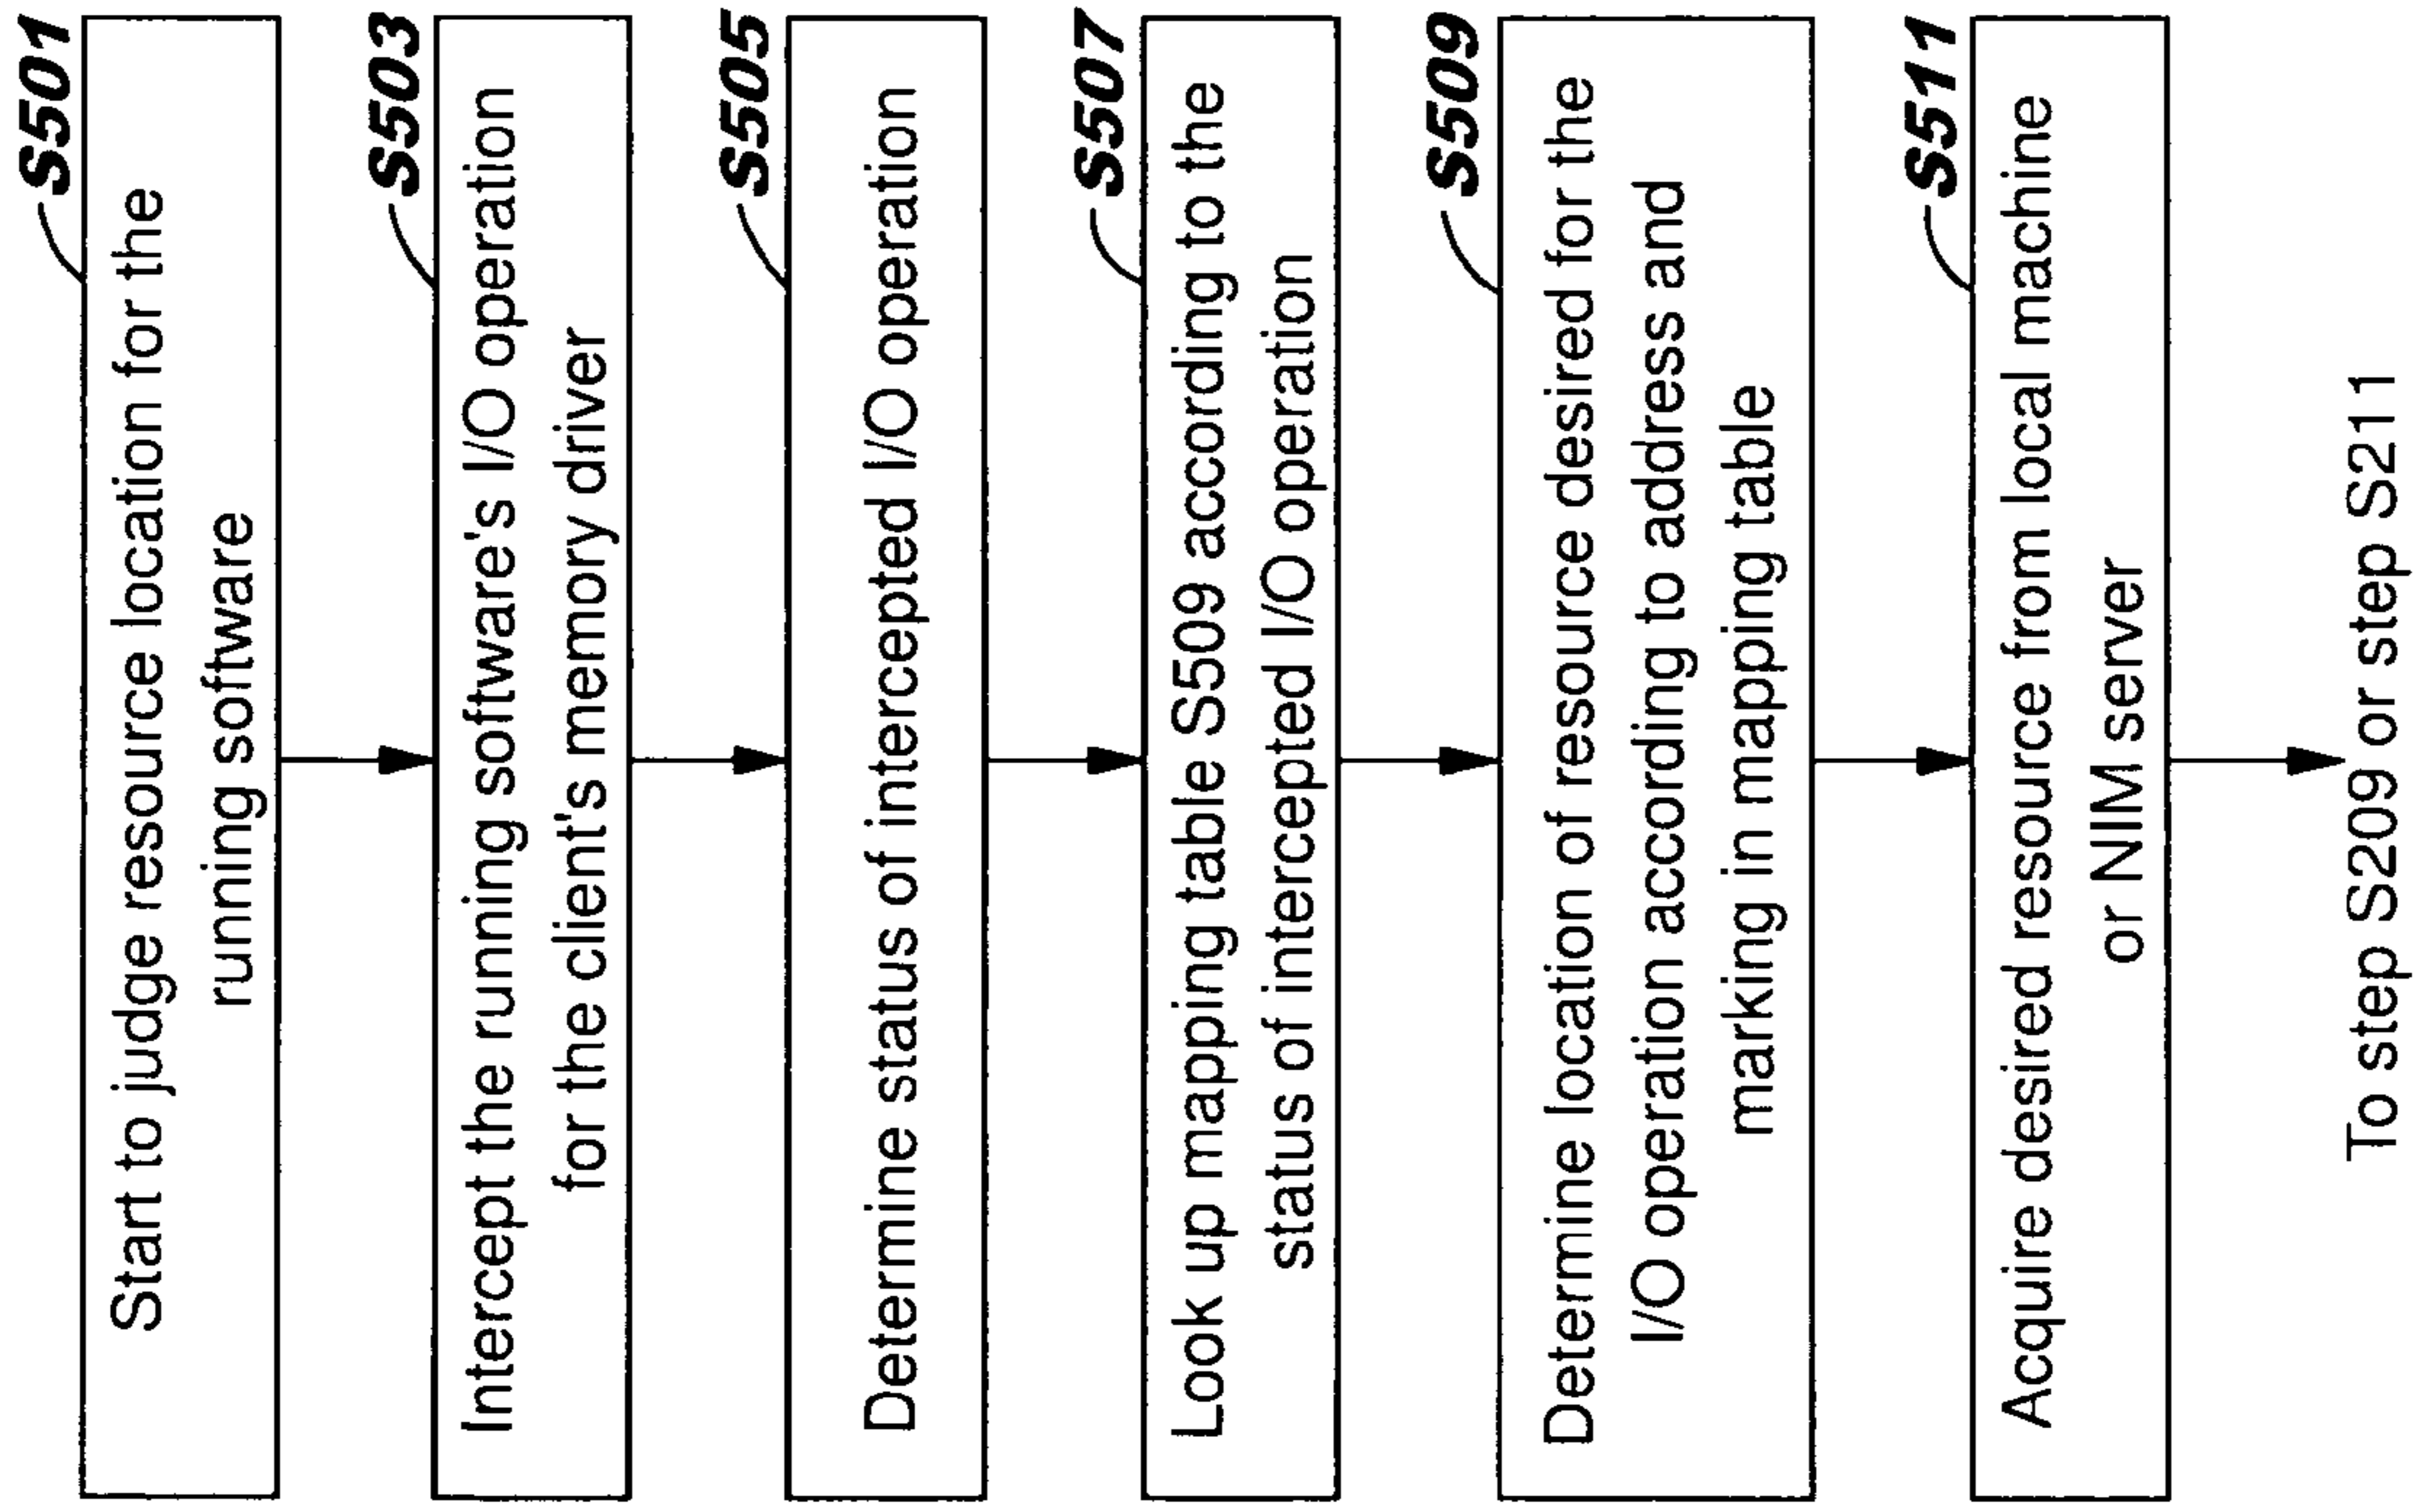 S501
Start to judge resource location for the
running software
S503
Intercept the running software's I/O operation
for the client's memory driver
S505
Determine status of intercepted I/O operation
S507
Look up mapping table S509 according to the
status of intercepted I/O operation
S509
Determine location of resource desired for the
I/O operation according to address and
marking in mapping table
S511
Acquire desired resource from local machine
or NIM server
To step S209 or step S211